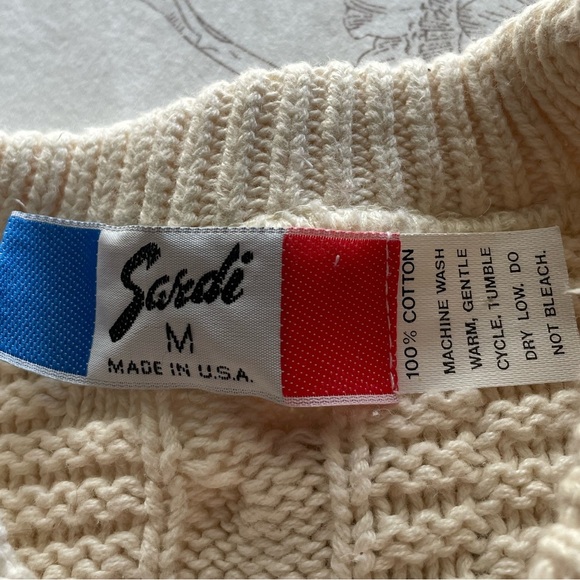 Sardi
M
MADE IN U.S.A.
100% COTTON
MACHINE WASH
WARM, GENTLE
CYCLE. TUMBLE
DRY LOW. DO
NOT BLEACH.